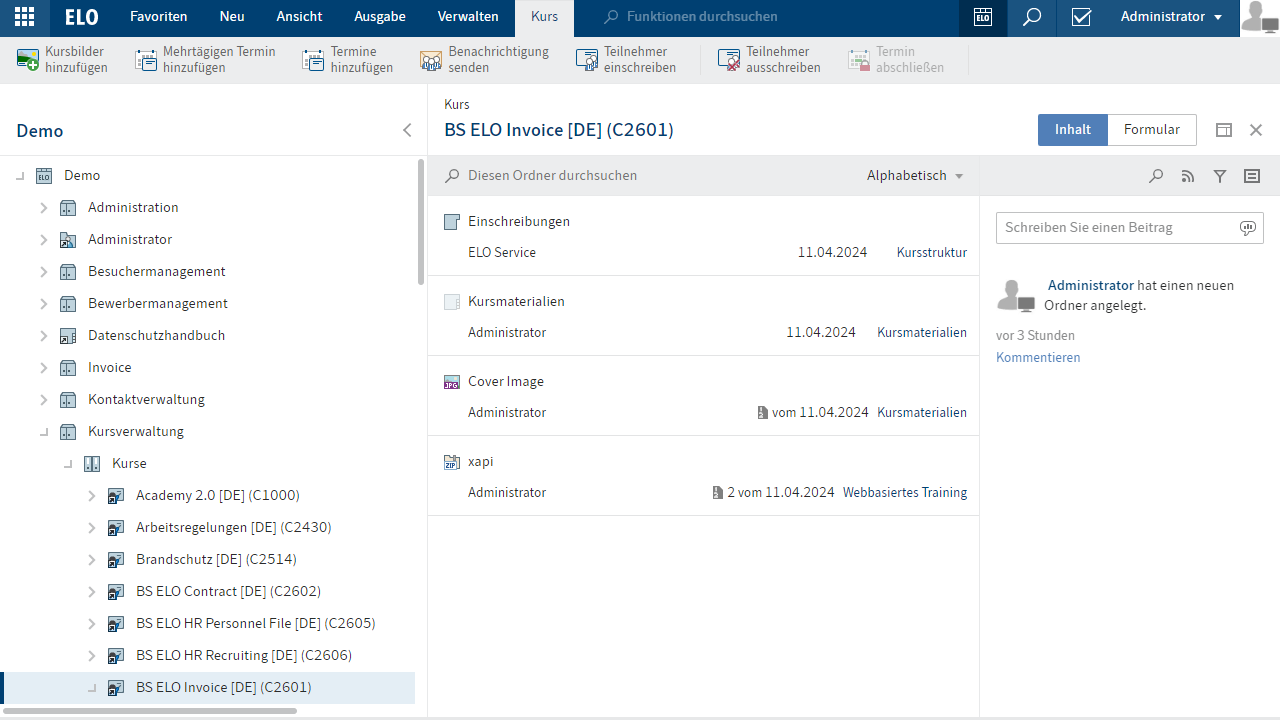 ELO Favoriten Neu Ansicht Ausgabe Verwalten Kurs Funktionen durchsuchen ELO Administrator
Kursbilder
hinzufügen
Mehrtägigen Termin
hinzufügen
Termine
hinzufügen
Benachrichtigung
senden
Teilnehmer
einschreiben
Teilnehmer
ausschreiben
Termin
abschließen
Demo
ELO Demo
Administration
Administrator
Besuchermanagement
Bewerbermanagement
Datenschutzhandbuch
Invoice
Kontaktverwaltung
Kursverwaltung
Kurse
Academy 2.0 [DE] (C1000)
Arbeitsregelungen [DE] (C2430)
Brandschutz [DE] (C2514)
BS ELO Contract [DE] (C2602)
BS ELO HR Personnel File [DE] (C2605)
BS ELO HR Recruiting [DE] (C2606)
BS ELO Invoice [DE] (C2601)
Kurs
BS ELO Invoice [DE] (C2601)
Inhalt Formular
Diesen Ordner durchsuchen Alphabetisch
Einschreibungen
ELO Service 11.04.2024 Kursstruktur
Kursmaterialien
Administrator 11.04.2024 Kursmaterialien
JPG Cover Image
Administrator vom 11.04.2024 Kursmaterialien
ZIP xapi
Administrator 2 vom 11.04.2024 Webbasiertes Training
Schreiben Sie einen Beitrag
Administrator hat einen neuen
Ordner angelegt.
vor 3 Stunden
Kommentieren